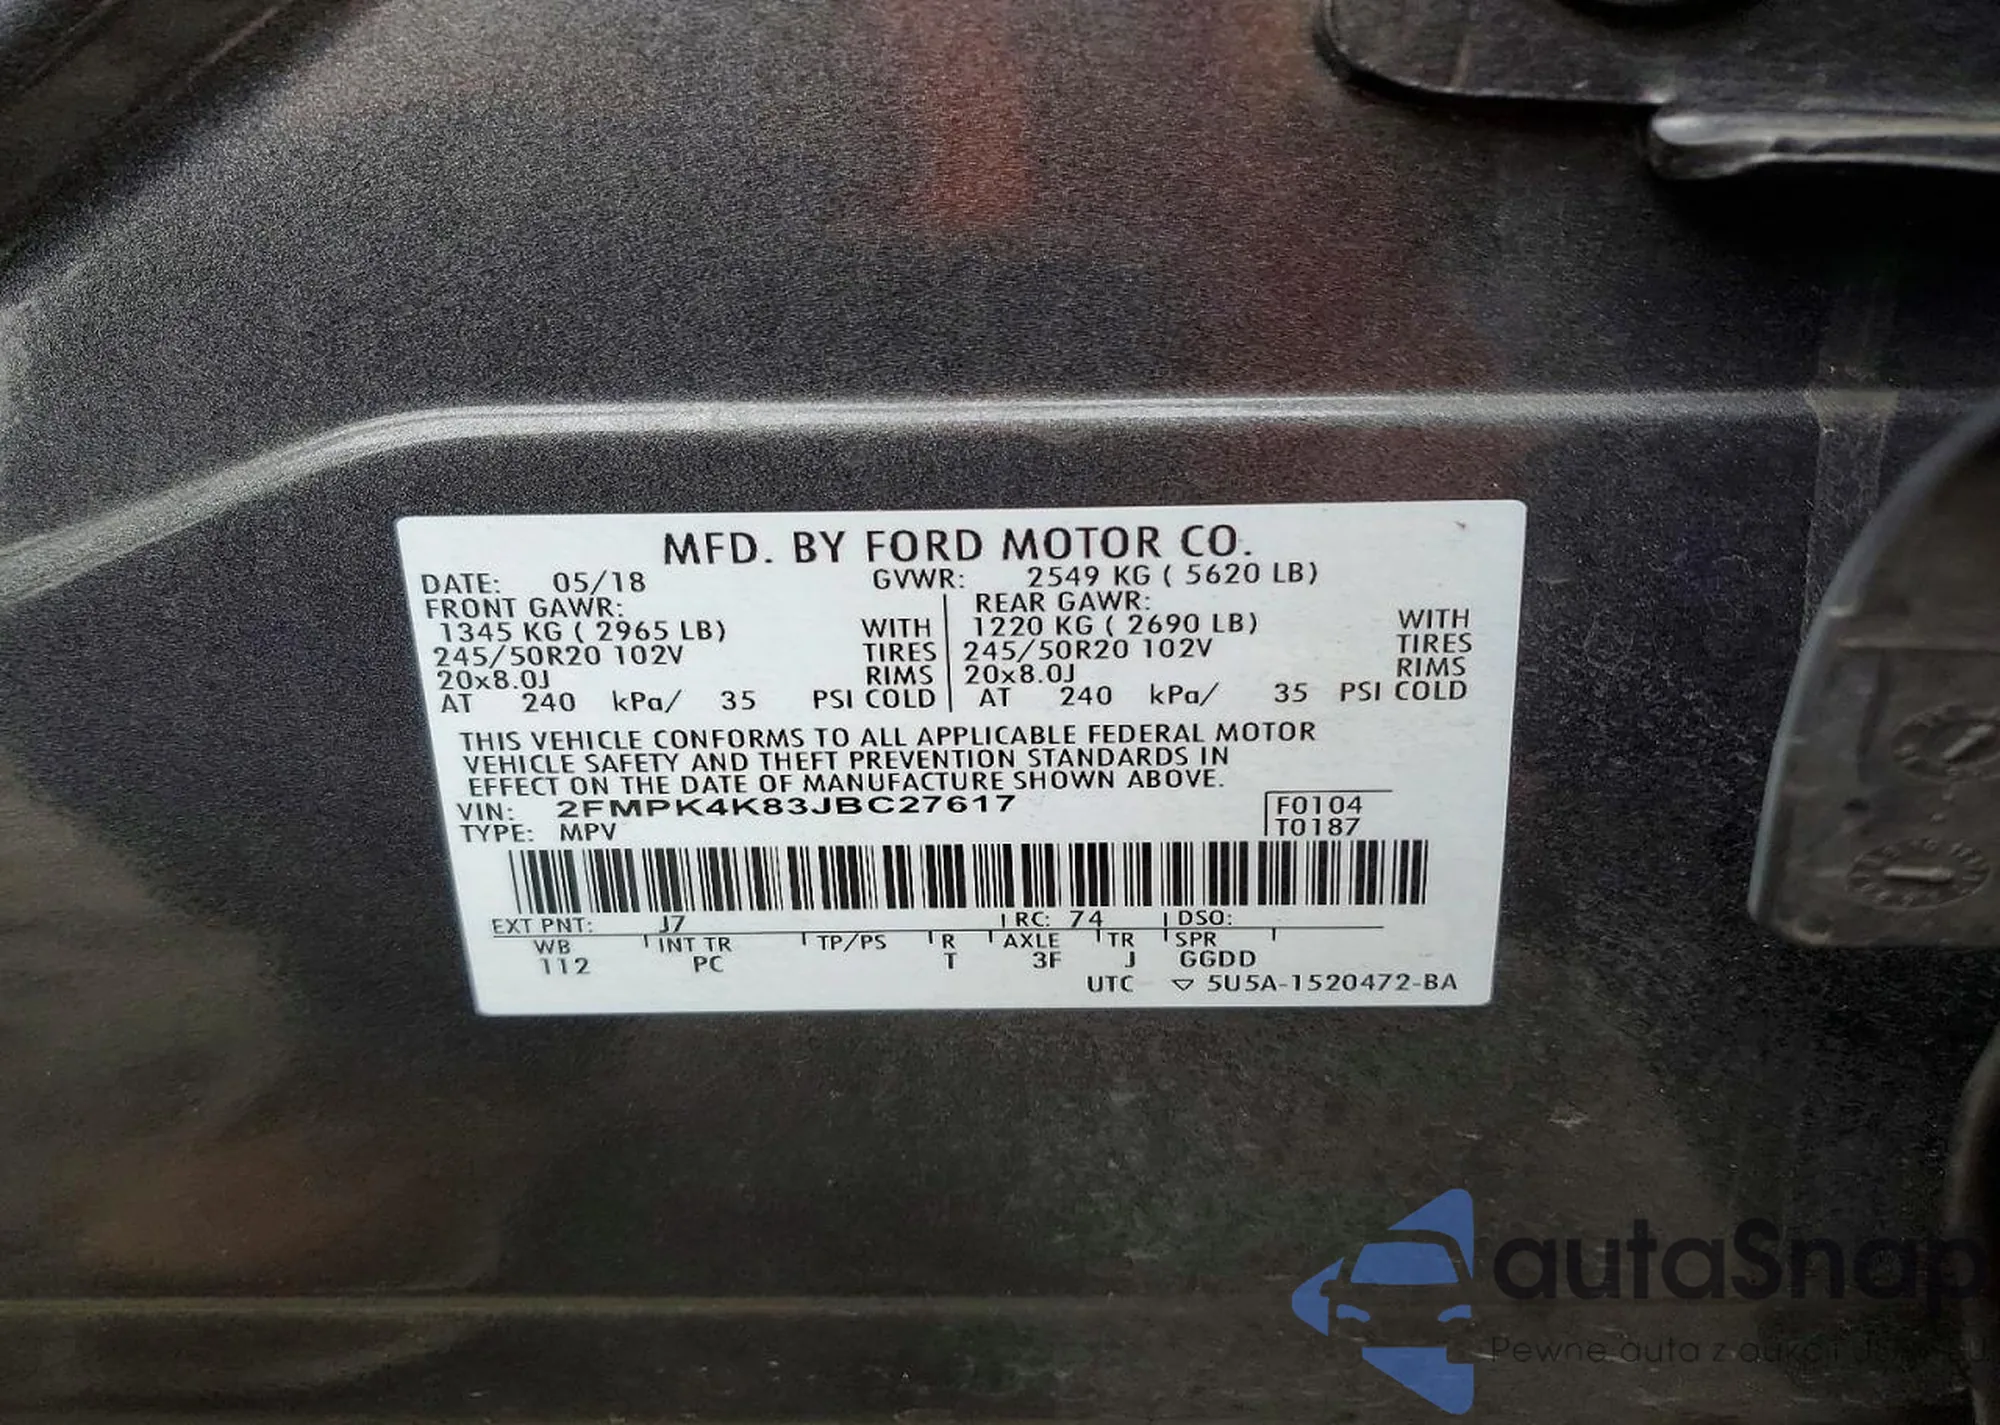 MFD. BY FORD MOTOR CO.
DATE: 05/18 GVWR: 2549 KG ( 5620 LB)
FRONT GAWR: REAR GAWR:
1345 KG ( 2965 LB) WITH 1220 KG ( 2690 LB) WITH
245/50R20 102V TIRES 245/50R20 102V TIRES
20x8.0J RIMS 20x8.0J RIMS
AT 240 kPa/ 35 PSI COLD AT 240 kPa/ 35 PSI COLD
THIS VEHICLE CONFORMS TO ALL APPLICABLE FEDERAL MOTOR
VEHICLE SAFETY AND THEFT PREVENTION STANDARDS IN
EFFECT ON THE DATE OF MANUFACTURE SHOWN ABOVE.
VIN: 2FMPK4K83JBC27617 F0104
TYPE: MPV T0187
EXT PNT: J7 RC: 74 DSO:
WB INT TR TP/PS R AXLE TR SPR
112 PC T 3F J GGDD
UTC ▽ 5U5A-1520472-BA
autaSnap
Pewne auta z aukcji